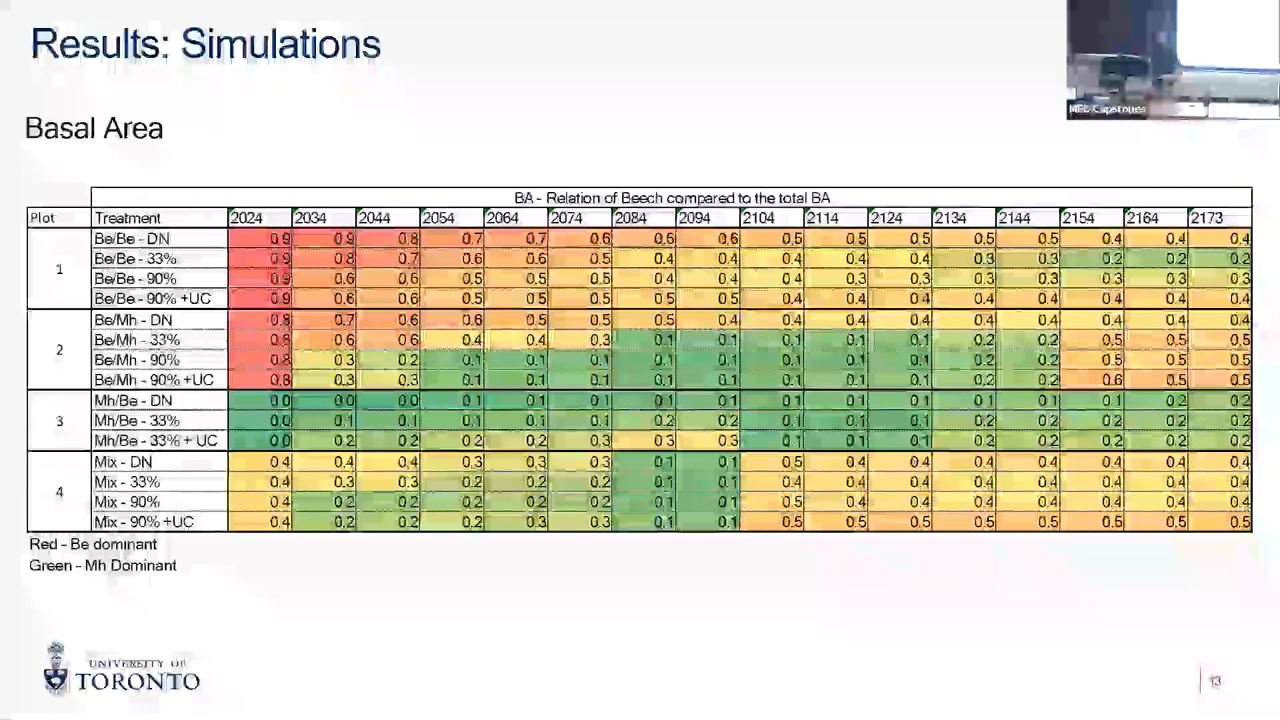 Results: Simulations
Basal Area
BA - Relation of Beech compared to the total BA
Plot Treatment 2024 2034 2044 2054 2064 2074 2084 2094 2104 2114 2124 2134 2144 2154 2164 2173
1
Be/Be - DN 0.9 0.9 0.8 0.7 0.7 0.6 0.6 0.6 0.5 0.5 0.5 0.5 0.5 0.4 0.4 0.4
Be/Be - 33% 0.9 0.8 0.7 0.6 0.6 0.5 0.4 0.4 0.4 0.4 0.4 0.3 0.3 0.2 0.2 0.2
Be/Be - 90% 0.9 0.6 0.6 0.5 0.5 0.5 0.4 0.4 0.4 0.3 0.3 0.3 0.3 0.3 0.3 0.3
Be/Be - 90% +UC 0.9 0.6 0.6 0.5 0.5 0.5 0.5 0.5 0.4 0.4 0.4 0.4 0.4 0.4 0.4 0.4
2
Be/Mh - DN 0.8 0.7 0.6 0.6 0.5 0.5 0.5 0.4 0.4 0.4 0.4 0.4 0.4 0.4 0.4 0.4
Be/Mh - 33% 0.8 0.6 0.6 0.4 0.4 0.3 0.1 0.1 0.1 0.1 0.1 0.2 0.2 0.5 0.5 0.5
Be/Mh - 90% 0.8 0.3 0.2 0.1 0.1 0.1 0.1 0.1 0.1 0.1 0.1 0.2 0.2 0.5 0.5 0.5
Be/Mh - 90% +UC 0.8 0.3 0.3 0.1 0.1 0.1 0.1 0.1 0.1 0.1 0.1 0.2 0.2 0.6 0.5 0.5
3
Mh/Be - DN 0.0 0.0 0.0 0.1 0.1 0.1 0.1 0.1 0.1 0.1 0.1 0.1 0.1 0.1 0.2 0.2
Mh/Be - 33% 0.0 0.1 0.1 0.1 0.1 0.1 0.2 0.2 0.1 0.1 0.1 0.2 0.2 0.2 0.2 0.2
Mh/Be - 33% + UC 0.0 0.2 0.2 0.2 0.2 0.3 0.3 0.3 0.1 0.1 0.1 0.2 0.2 0.2 0.2 0.2
4
Mix - DN 0.4 0.4 0.4 0.3 0.3 0.3 0.1 0.1 0.5 0.4 0.4 0.4 0.4 0.4 0.4 0.4
Mix - 33% 0.4 0.3 0.3 0.2 0.2 0.2 0.1 0.1 0.4 0.4 0.4 0.4 0.4 0.4 0.4 0.4
Mix - 90% 0.4 0.2 0.2 0.2 0.2 0.2 0.1 0.1 0.5 0.4 0.4 0.4 0.4 0.4 0.4 0.4
Mix - 90% +UC 0.4 0.2 0.2 0.2 0.3 0.3 0.1 0.1 0.5 0.5 0.5 0.5 0.5 0.5 0.5 0.5
Red - Be dominant
Green - Mh Dominant
UNIVERSITY OF
TORONTO
13